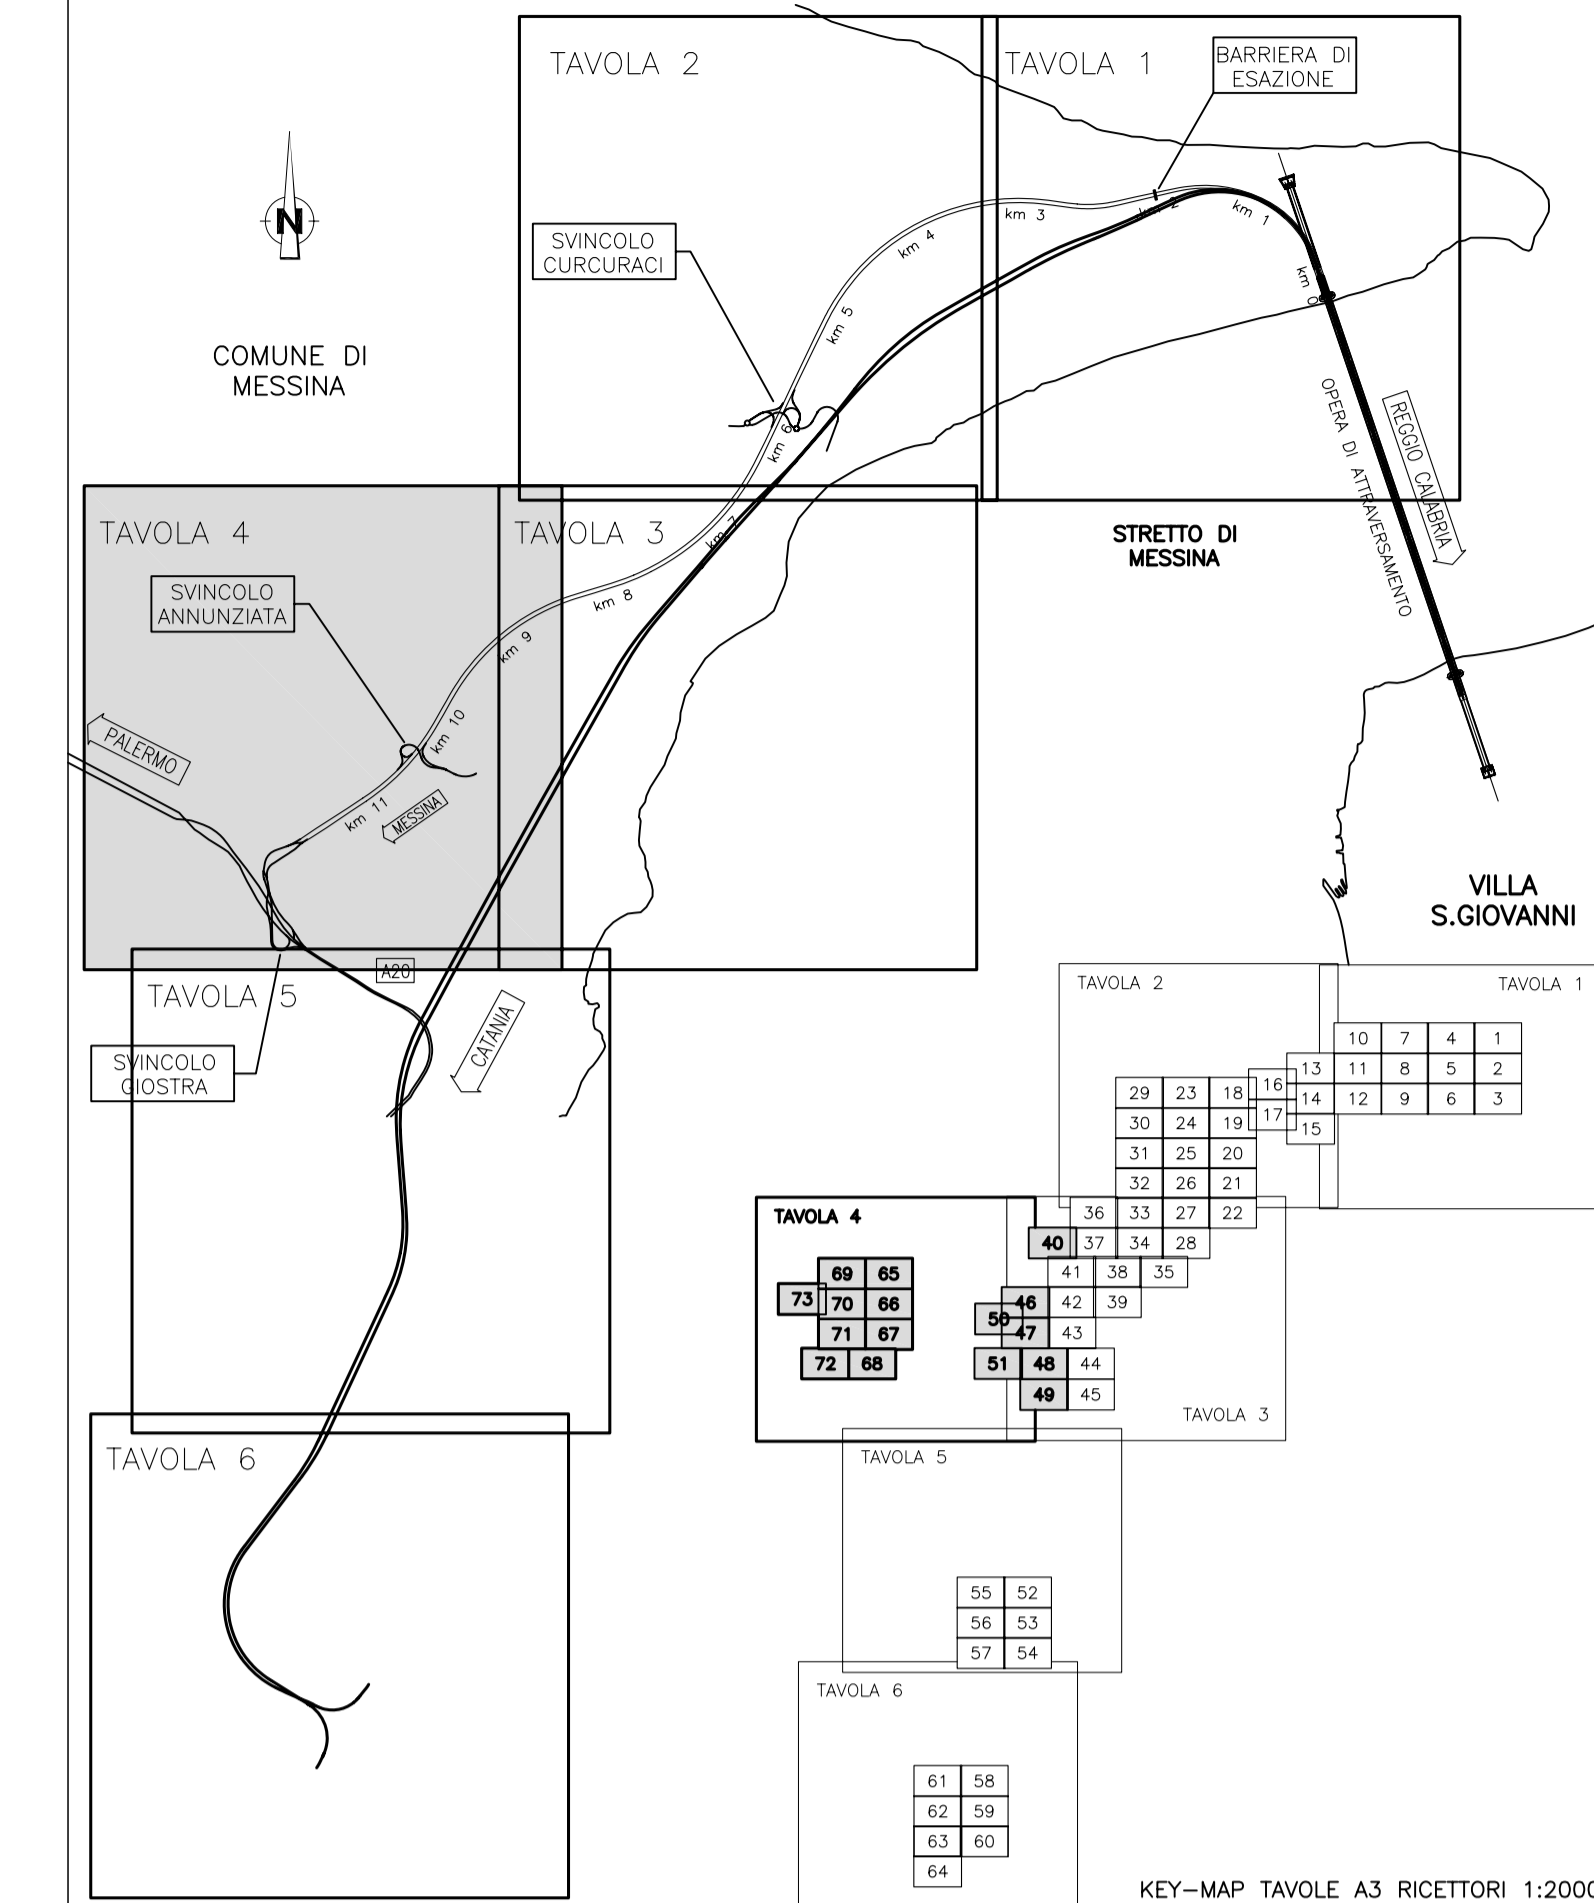 TAVOLA 2
TAVOLA 1
BARRIERA DI
ESAZIONE
N
SVINCOLO
CURCURACI
km 0
km 1
km 2
km 3
km 4
km 5
km 6
km 7
COMUNE DI
MESSINA
OPERA DI ATTRAVERSAMENTO
REGGIO CALABRIA
TAVOLA 4
TAVOLA 3
STRETTO DI
MESSINA
SVINCOLO
ANNUNZIATA
km 8
km 9
km 10
km 11
PALERMO
MESSINA
VILLA
S.GIOVANNI
A20
TAVOLA 5
CATANIA
SVINCOLO
GIOSTRA
TAVOLA 6
TAVOLA 2
TAVOLA 1
10 7 4 1
13 11 8 5 2
16 14 12 9 6 3
17 15
29 23 18
30 24 19
31 25 20
32 26 21
36 33 27 22
40 37 34 28
41 38 35
46 42 39
50 47 43
51 48 44
49 45
TAVOLA 3
TAVOLA 4
69 65
73 70 66
71 67
72 68
TAVOLA 5
55 52
56 53
57 54
TAVOLA 6
61 58
62 59
63 60
64
KEY-MAP TAVOLE A3 RICETTORI 1:2000